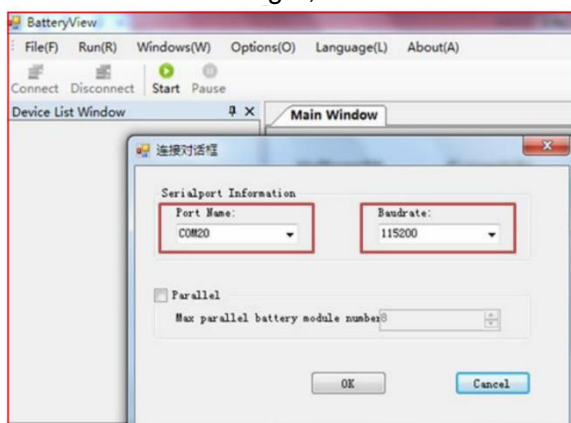 BatteryView
File(F) Run(R) Windows(W) Options(O) Language(L) About(A)
Connect Disconnect Start Pause
Device List Window
Main Window
连接对话框
Serialport Information
Port Name: Baudrate:
COM20 115200
Parallel
Max parallel battery module number 8
OK Cancel